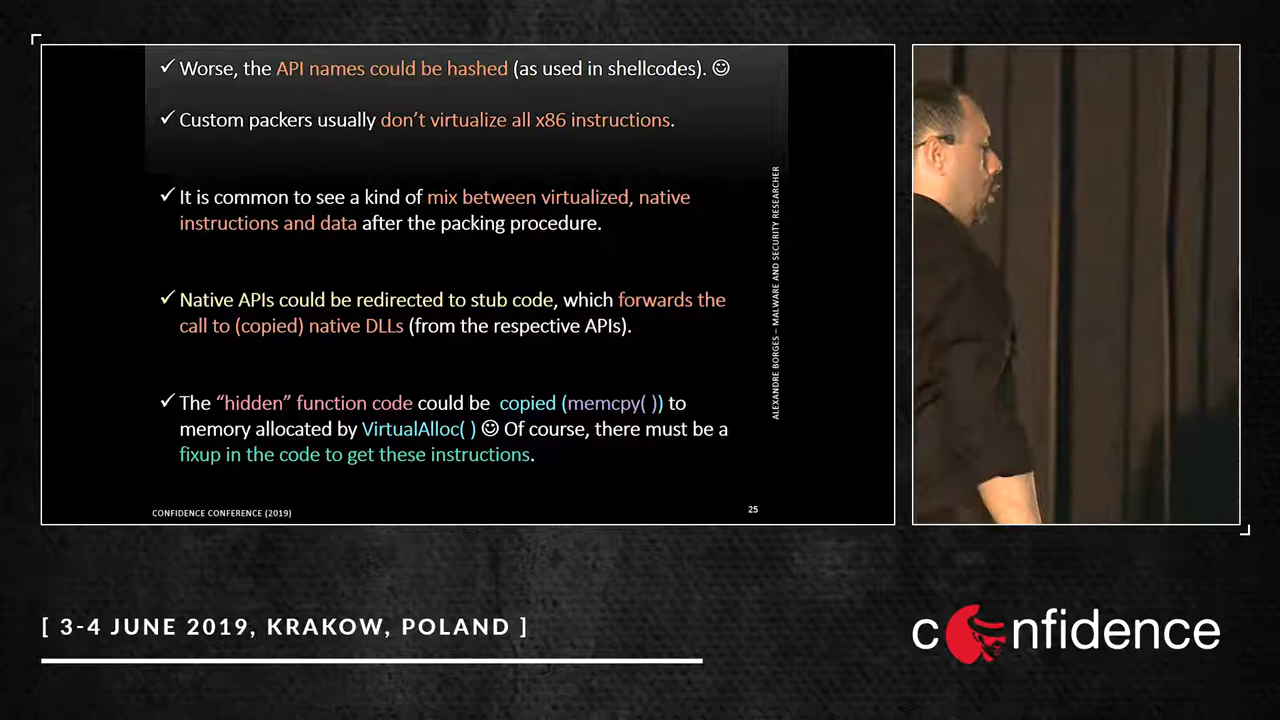 ✓ Worse, the API names could be hashed (as used in shellcodes). ☺
✓ Custom packers usually don’t virtualize all x86 instructions.
✓ It is common to see a kind of mix between virtualized, native
instructions and data after the packing procedure.
✓ Native APIs could be redirected to stub code, which forwards the
call to (copied) native DLLs (from the respective APIs).
✓ The “hidden” function code could be copied (memcpy( )) to
memory allocated by VirtualAlloc( ) ☺ Of course, there must be a
fixup in the code to get these instructions.
ALEXANDRE BORGES – MALWARE AND SECURITY RESEARCHER
CONFIDENCE CONFERENCE (2019)
25
[ 3-4 JUNE 2019, KRAKOW, POLAND ]
confidence